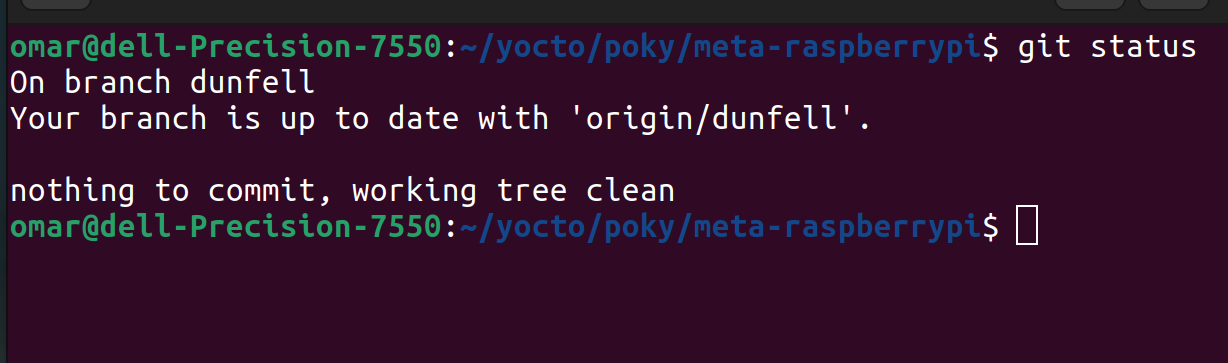 omar@dell-Precision-7550:~/yocto/poky/meta-raspberrypi$ git status
On branch dunfell
Your branch is up to date with 'origin/dunfell'.
nothing to commit, working tree clean
omar@dell-Precision-7550:~/yocto/poky/meta-raspberrypi$